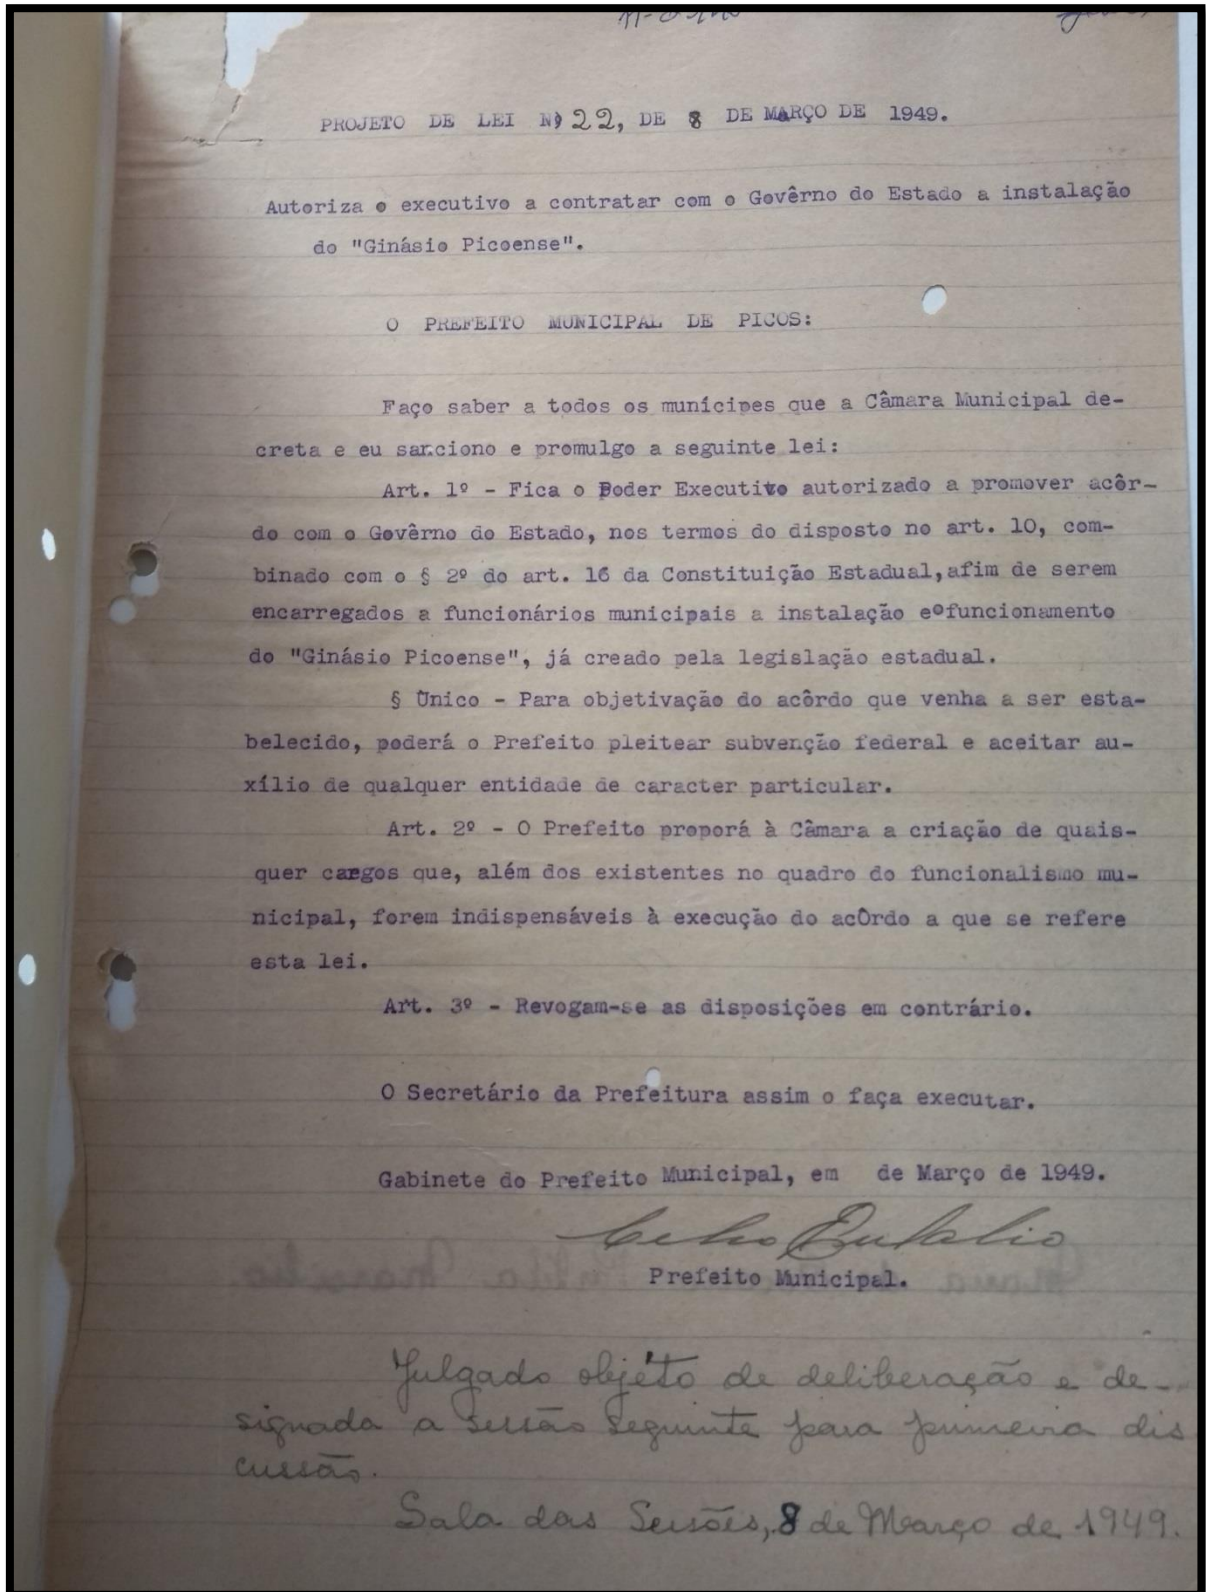 PROJETO DE LEI Nº 22, DE 8 DE MARÇO DE 1949.
Autoriza o executivo a contratar com o Govêrno do Estado a instalação
do "Ginásio Picoense".
O PREFEITO MUNICIPAL DE PICOS:
Faço saber a todos os munícipes que a Câmara Municipal de-
creta e eu sanciono e promulgo a seguinte lei:
Art. 1º - Fica o Poder Executivo autorizado a promover acôr-
do com o Govêrno do Estado, nos termos do disposto no art. 10, com-
binado com o § 2º do art. 16 da Constituição Estadual,afim de serem
encarregados a funcionários municipais a instalação e o funcionamento
do "Ginásio Picoense", já creado pela legislação estadual.
§ Único - Para objetivação do acôrdo que venha a ser esta-
belecido, poderá o Prefeito pleitear subvenção federal e aceitar au-
xílio de qualquer entidade de caracter particular.
Art. 2º - O Prefeito proporá à Câmara a criação de quais-
quer cargos que, além dos existentes no quadro do funcionalismo mu-
nicipal, forem indispensáveis à execução do acÔrdo a que se refere
esta lei.
Art. 3º - Revogam-se as disposições em contrário.
O Secretário da Prefeitura assim o faça executar.
Gabinete do Prefeito Municipal, em de Março de 1949.
Celso Eulalio
Prefeito Municipal.
Julgado objéto de deliberação e de-
signada a sessão seguinte para primeira dis
cussão.
Sala das Sessões, 8 de Março de 1949.